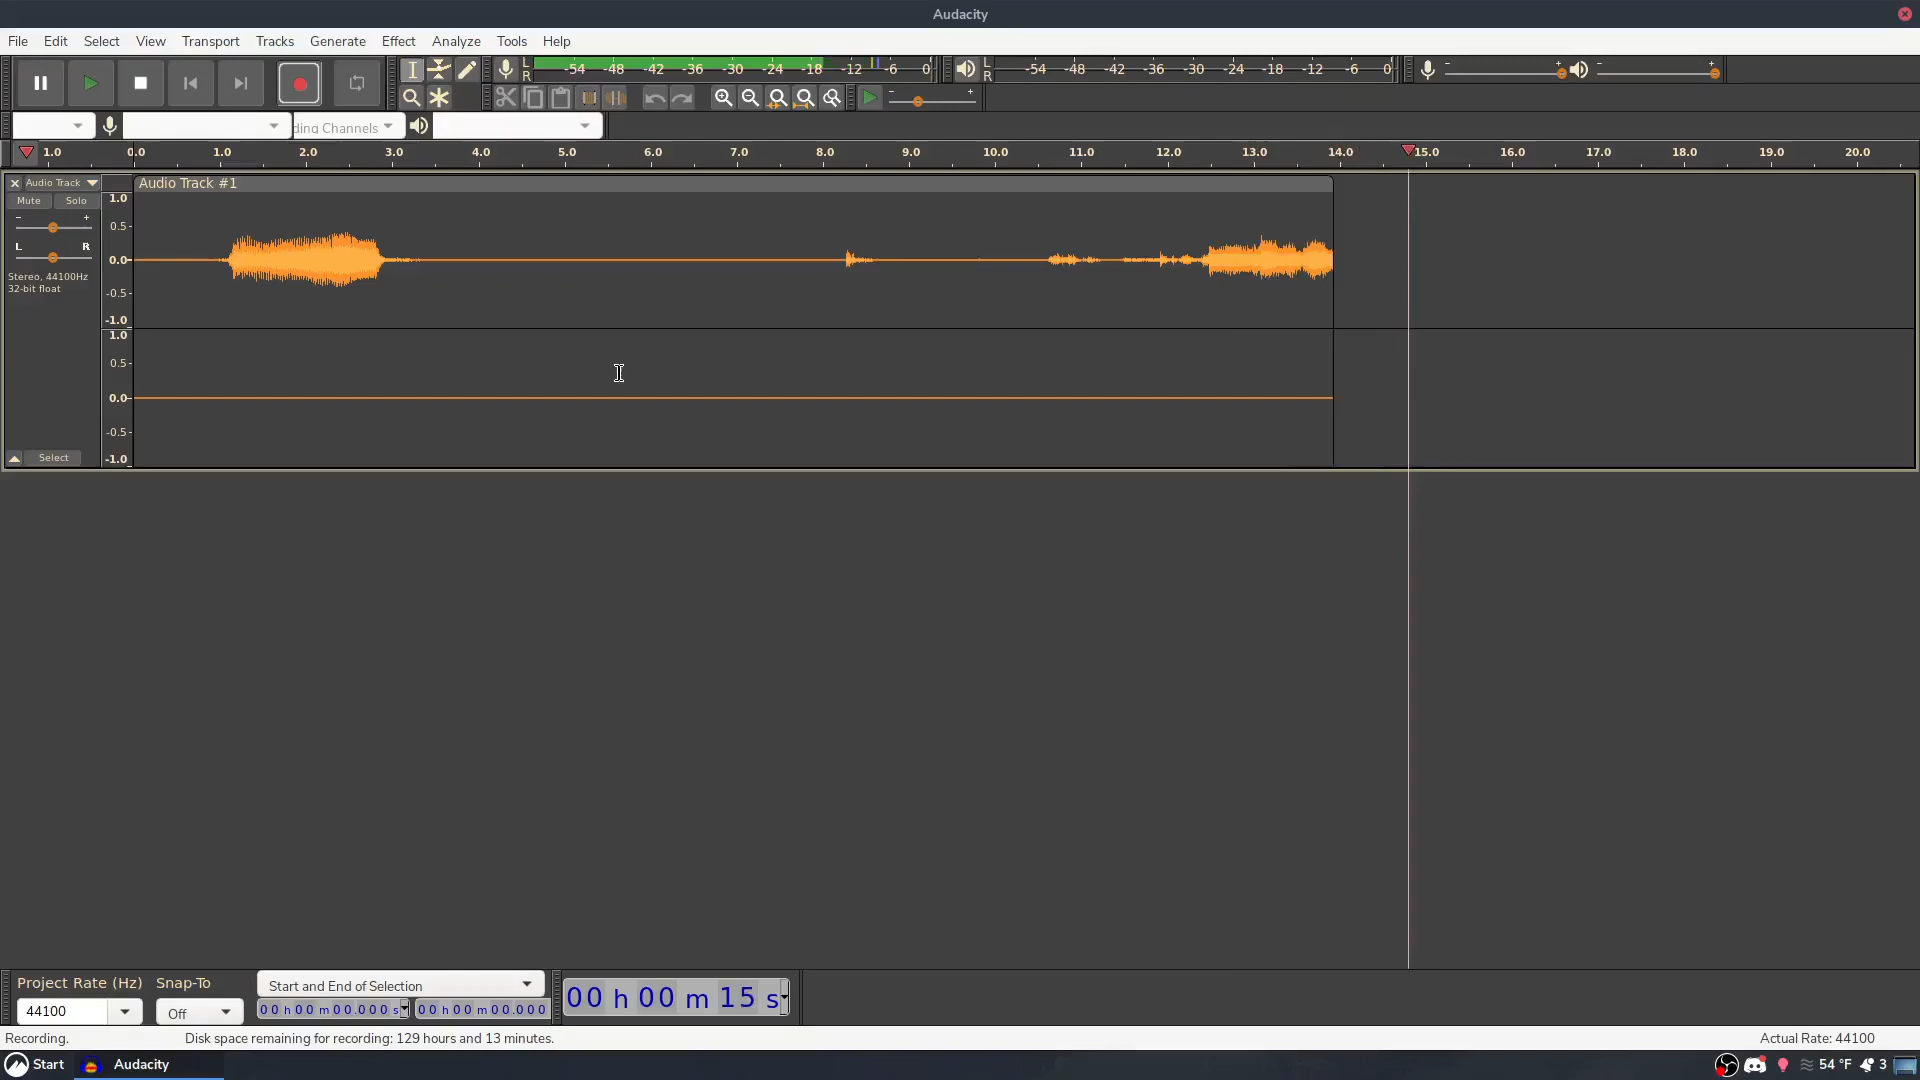 Audacity
File Edit Select View Transport Tracks Generate Effect Analyze Tools Help
L R -54 -48 -42 -36 -30 -24 -18 -12 -6 0 L R -54 -48 -42 -36 -30 -24 -18 -12 -6 0 - + - +
- +
ding Channels
1.0 0.0 1.0 2.0 3.0 4.0 5.0 6.0 7.0 8.0 9.0 10.0 11.0 12.0 13.0 14.0 15.0 16.0 17.0 18.0 19.0 20.0
Audio Track Audio Track #1
Mute Solo 1.0
- + 0.5
L R 0.0
Stereo, 44100Hz
32-bit float -0.5
-1.0
1.0
0.5
0.0
-0.5
Select -1.0
Project Rate (Hz) Snap-To Start and End of Selection
44100 Off 00 h 00 m 00.000 s 00 h 00 m 00.000 00 h 00 m 15 s
Recording. Disk space remaining for recording: 129 hours and 13 minutes. Actual Rate: 44100
Start Audacity 54 °F 3